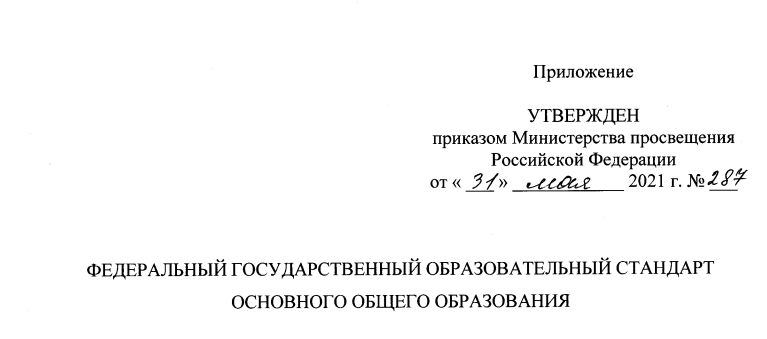 Приложение
УТВЕРЖДЕН
приказом Министерства просвещения
Российской Федерации
от « 31 » мая 2021 г. № 287
ФЕДЕРАЛЬНЫЙ ГОСУДАРСТВЕННЫЙ ОБРАЗОВАТЕЛЬНЫЙ СТАНДАРТ
ОСНОВНОГО ОБЩЕГО ОБРАЗОВАНИЯ